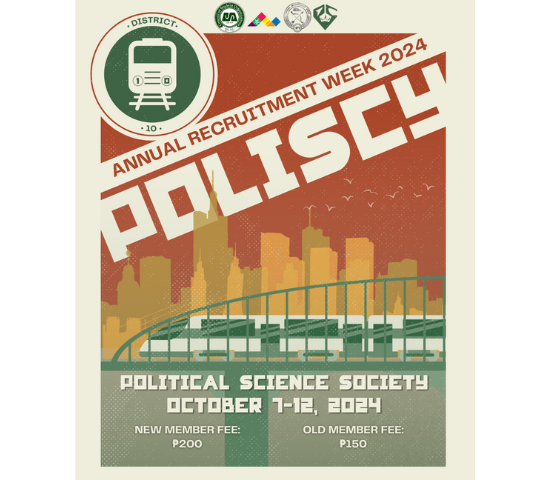 • DISTRICT •
• 10 •
ANNUAL RECRUITMENT WEEK 2024
POLISCY
POLITICAL SCIENCE SOCIETY
OCTOBER 7-12, 2024
NEW MEMBER FEE:
₱200
OLD MEMBER FEE:
₱150